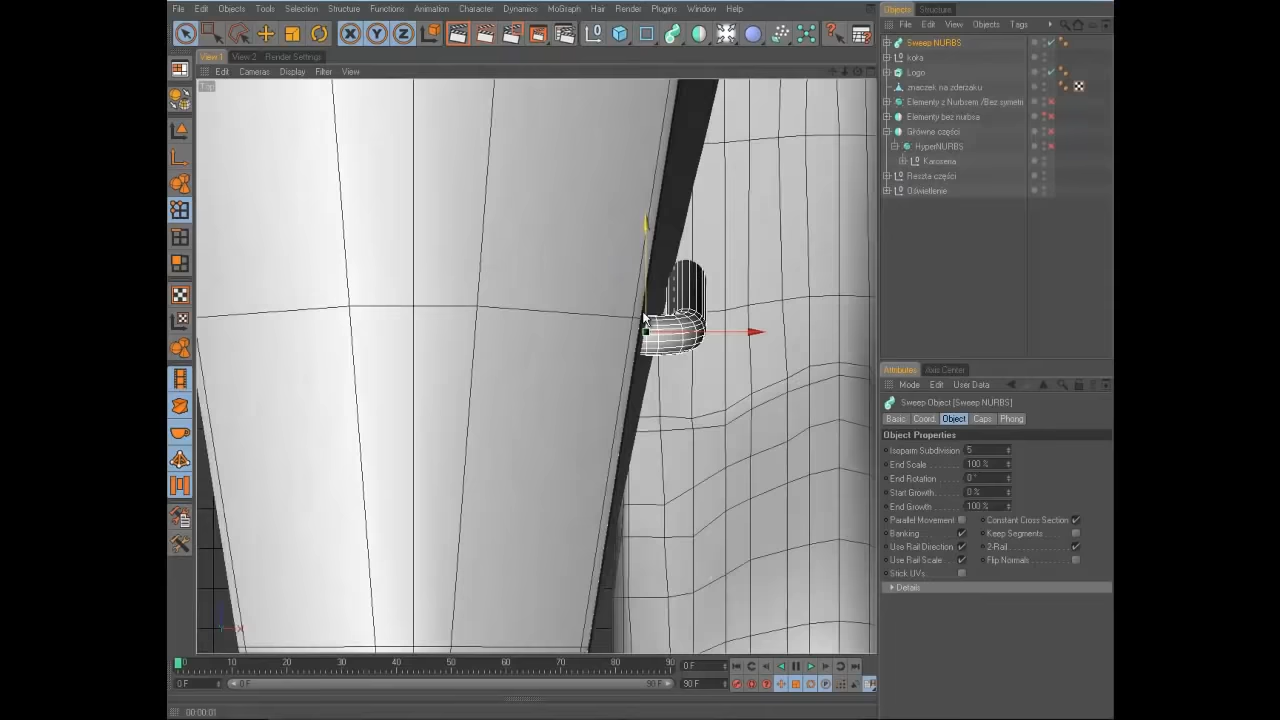 File Edit Objects Tools Selection Functions Animation Character Dynamics MoGraph Hair Render Plugins Window Help
View 1 View 2 Render Settings
Edit Cameras Display Filter View
Top
0 10 20 30 40 50 60 70 80 90 0 F
0 F 0 F 90 F 90 F
00:00:01
Objects Structure
File Edit View Objects Tags
Sweep NURBS
koła
Logo
znaczek na zderzaku
Elementy z Nurbsem /Bez symetri
Elementy bez nurbsa
Główne części
HyperNURBS
Karoseria
Reszta części
Oświetlenie
Attributes Axis Center
Mode Edit User Data
Sweep Object [Sweep NURBS]
Basic Coord. Object Caps Phong
Object Properties
Isoparm Subdivision 5
End Scale 100 %
End Rotation 0 °
Start Growth 0 %
End Growth 100 %
Parallel Movement Constant Cross Section
Banking Keep Segments
Use Rail Direction 2-Rail
Use Rail Scale Flip Normals
Stick UVs
Details